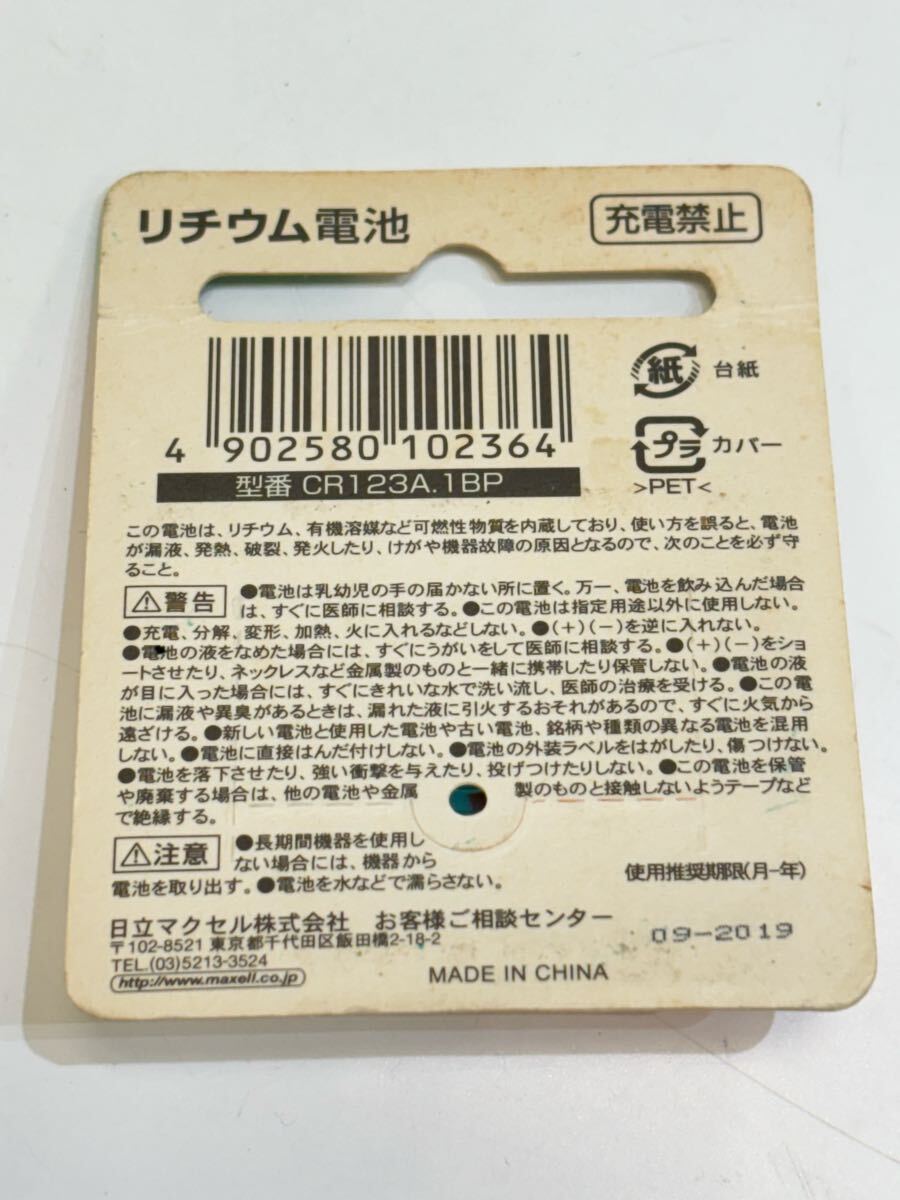 リチウム電池
充電禁止
4 902580 102364
型番 CR123A.1BP
紙 台紙
プラ カバー
>PET<
この電池は、リチウム、有機溶媒など可燃性物質を内蔵しており、使い方を誤ると、電池
が漏液、発熱、破裂、発火したり、けがや機器故障の原因となるので、次のことを必ず守
ること。
⚠警告 ●電池は乳幼児の手の届かない所に置く。万一、電池を飲み込んだ場合
は、すぐに医師に相談する。●この電池は指定用途以外に使用しない。
●充電、分解、変形、加熱、火に入れるなどしない。●(+)(−)を逆に入れない。
●電池の液をなめた場合には、すぐにうがいをして医師に相談する。●(+)(−)をショ
ートさせたり、ネックレスなど金属製のものと一緒に携帯したり保管しない。●電池の液
が目に入った場合には、すぐにきれいな水で洗い流し、医師の治療を受ける。●この電
池に漏液や異臭があるときは、漏れた液に引火するおそれがあるので、すぐに火気から
遠ざける。●新しい電池と使用した電池や古い電池、銘柄や種類の異なる電池を混用
しない。●電池に直接はんだ付けしない。●電池の外装ラベルをはがしたり、傷つけない。
●電池を落下させたり、強い衝撃を与えたり、投げつけたりしない。●この電池を保管
や廃棄する場合は、他の電池や金属製のものと接触しないようテープなど
で絶縁する。
⚠注意 ●長期間機器を使用し
ない場合には、機器から
電池を取り出す。●電池を水などで濡らさない。
使用推奨期限(月-年)
09-2019
日立マクセル株式会社 お客様ご相談センター
〒102-8521 東京都千代田区飯田橋2-18-2
TEL.(03)5213-3524
http://www.maxell.co.jp
MADE IN CHINA